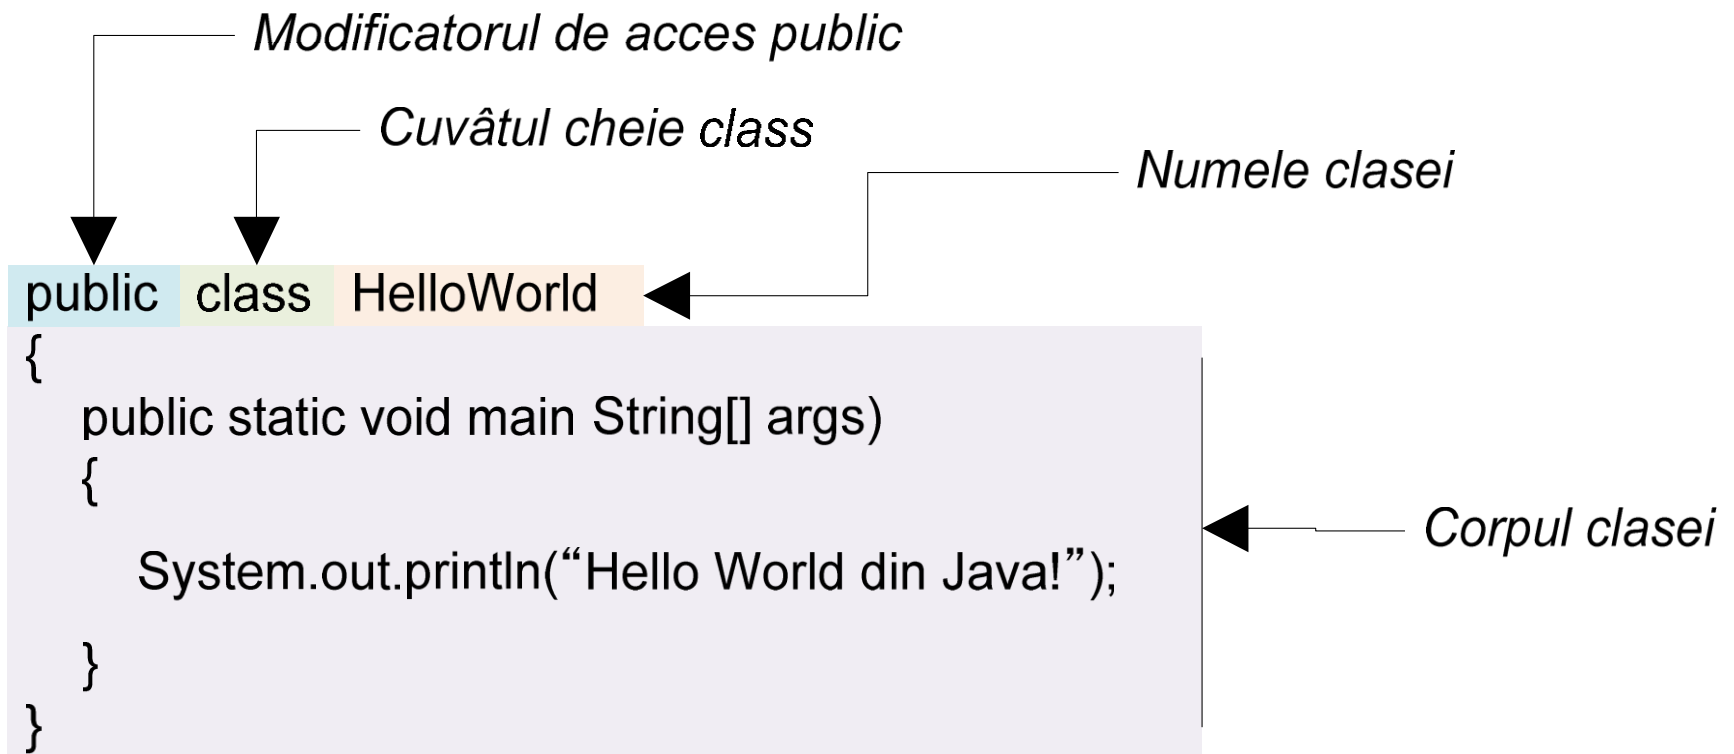 Modificatorul de acces public
Cuvâtul cheie class
Numele clasei
public class HelloWorld
{
public static void main String[] args)
{
System.out.println(“Hello World din Java!”);
}
}
Corpul clasei